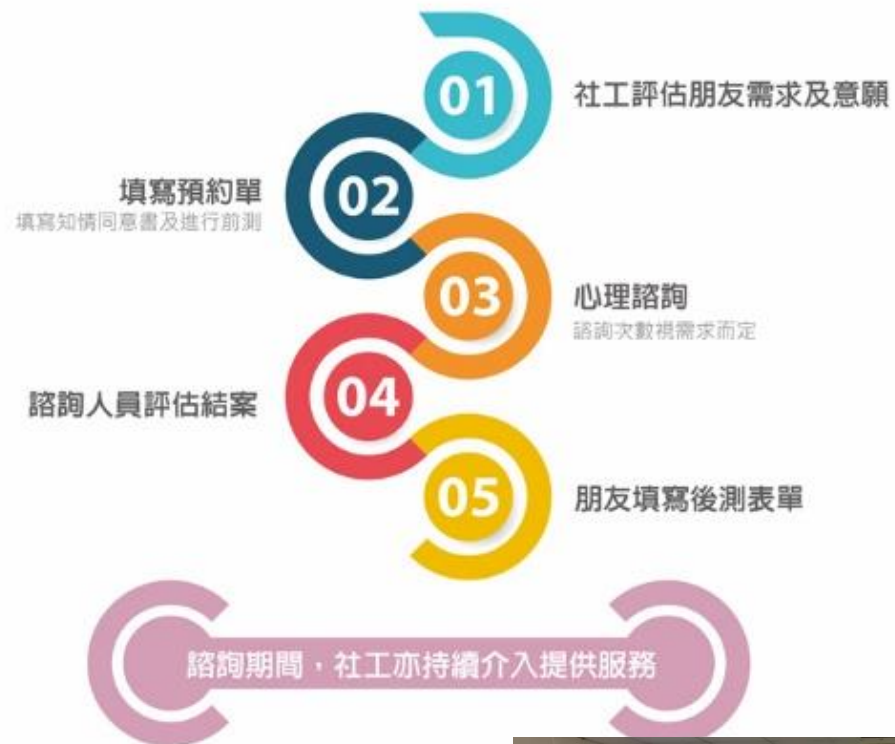 01
社工評估朋友需求及意願
02
填寫預約單
填寫知情同意書及進行前測
03
心理諮詢
諮詢次數視需求而定
04
諮詢人員評估結案
05
朋友填寫後測表單
諮詢期間，社工亦持續介入提供服務